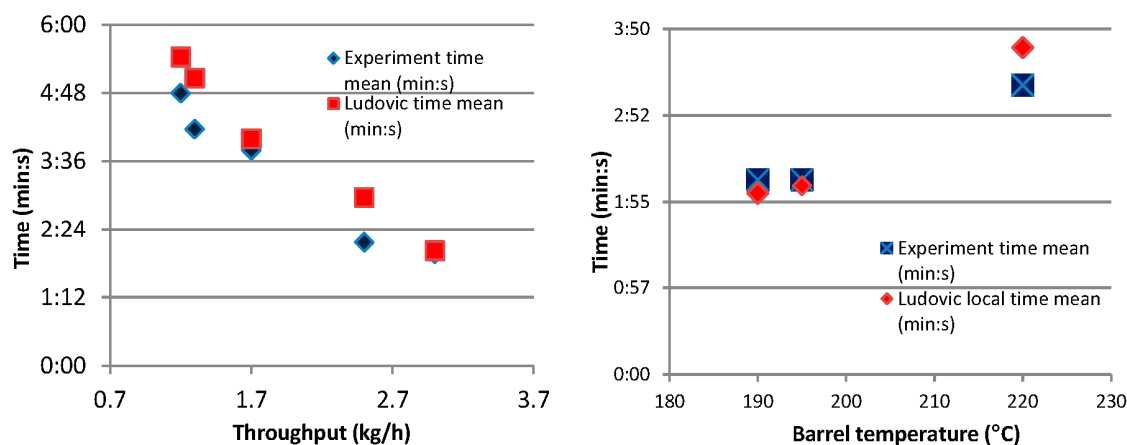 6:00
4:48
3:36
2:24
1:12
0:00
0.7
1.7
2.7
3.7
Time (min:s)
Throughput (kg/h)
Experiment time
mean (min:s)
Ludovic time mean
(min:s)
3:50
2:52
1:55
0:57
0:00
180
190
200
210
220
230
Time (min:s)
Barrel temperature (°C)
Experiment time mean
(min:s)
Ludovic local time mean
(min:s)